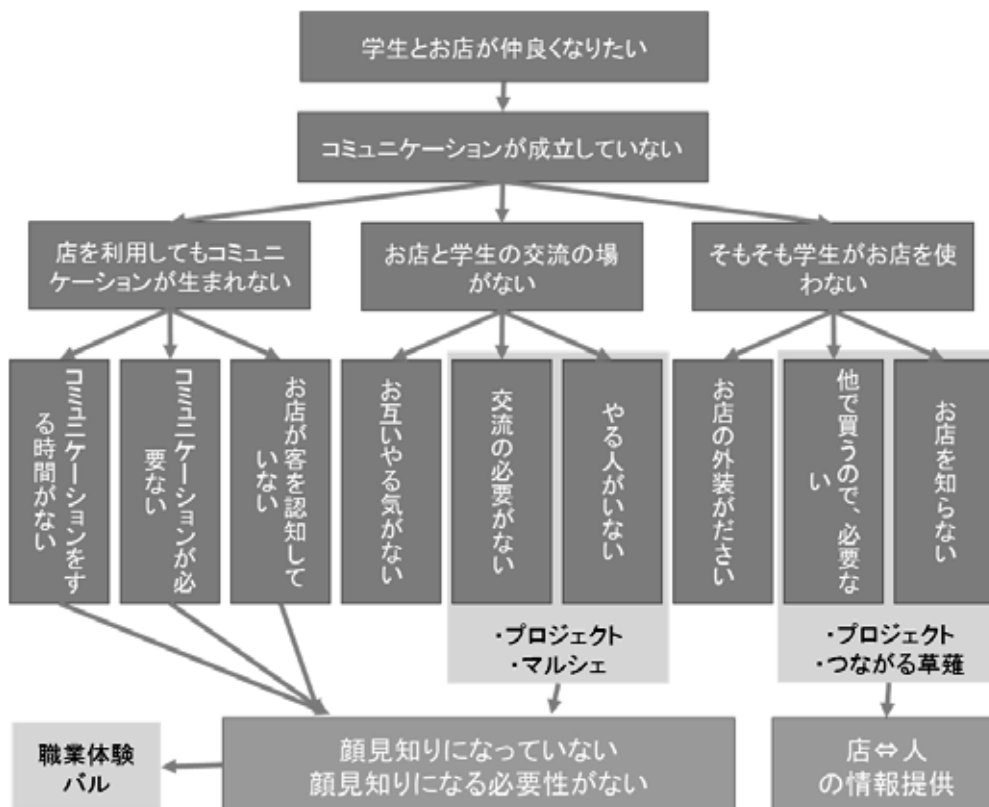 学生とお店が仲良くなりたい
コミュニケーションが成立していない
店を利用してもコミュニ
ケーションが生まれない
お店と学生の交流の場
がない
そもそも学生がお店を使
わない
コミュニケーションをす
る時間がない
コミュニケーションが必
要ない
お店が客を認知して
いない
お互いやる気がない
交流の必要がない
やる人がいない
お店の外装がださい
他で買うので、必要な
い
お店を知らない
・プロジェクト
・マルシェ
・プロジェクト
・つながる草薙
職業体験
バル
顔見知りになっていない
顔見知りになる必要性がない
店⇔人
の情報提供